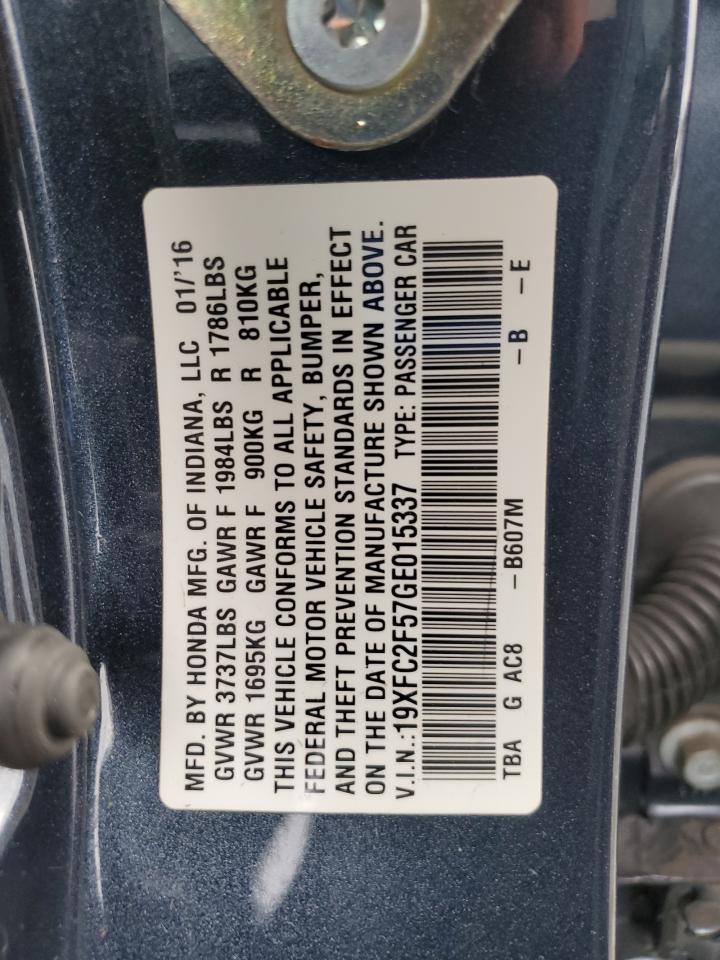 MFD. BY HONDA MFG. OF INDIANA, LLC 01/'16
GVWR 3737LBS GAWR F 1984LBS R 1786LBS
GVWR 1695KG GAWR F 900KG R 810KG
THIS VEHICLE CONFORMS TO ALL APPLICABLE
FEDERAL MOTOR VEHICLE SAFETY, BUMPER,
AND THEFT PREVENTION STANDARDS IN EFFECT
ON THE DATE OF MANUFACTURE SHOWN ABOVE.
V.I.N.:19XFC2F57GE015337 TYPE: PASSENGER CAR
TBA G AC8 -B607M -B -E